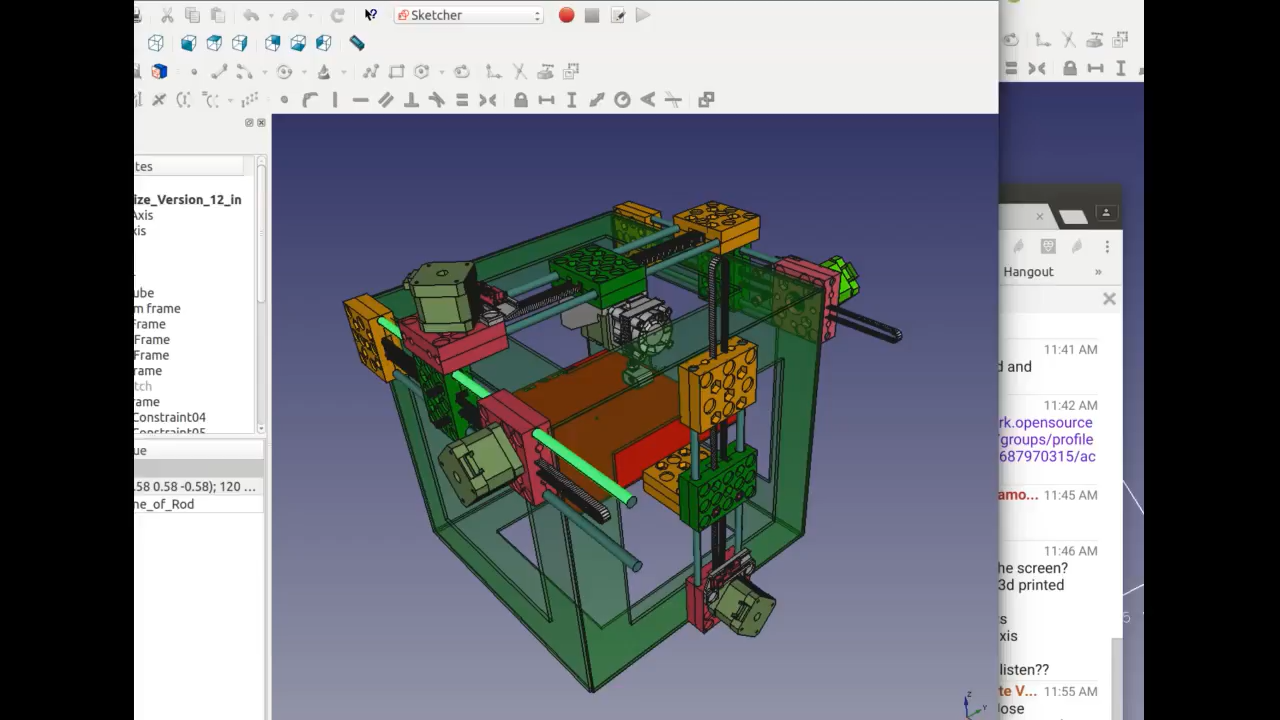 Sketcher
tes
ize_Version_12_in
Axis
xis
ube
m frame
Frame
Frame
Frame
rame
tch
rame
Constraint04
Constraint05
ue
.58 0.58 -0.58); 120 ...
ne_of_Rod
Hangout
»
11:41 AM
d and
11:42 AM
rk.opensource
/groups/profile
687970315/ac
amo... 11:45 AM
11:46 AM
he screen?
3d printed
ts
xis
listen??
te V... 11:55 AM
lose
Z
Y